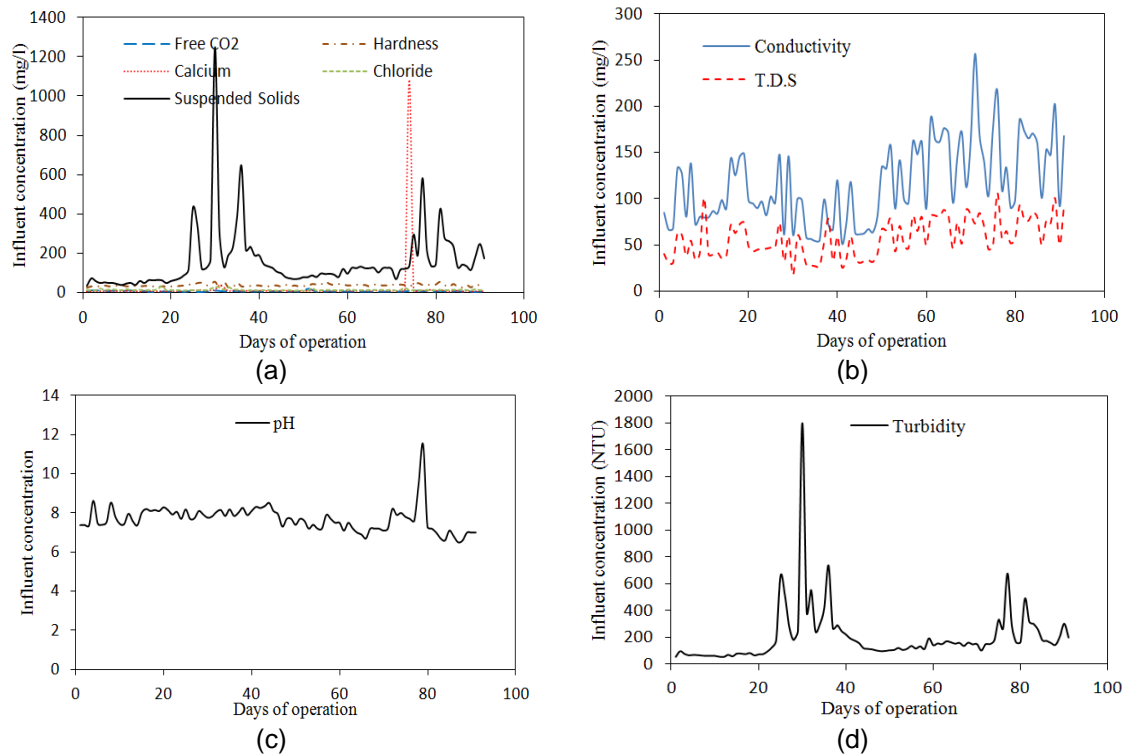 Influent concentration (mg/l)
1400
1200
1000
800
600
400
200
0
Free CO2
Hardness
Calcium
Chloride
Suspended Solids
0 20 40 60 80 100
Days of operation
(a)
Influent concentration (mg/l)
300
250
200
150
100
50
0
Conductivity
T.D.S
0 20 40 60 80 100
Days of operation
(b)
Influent concentration
14
12
10
8
6
4
2
0
pH
0 20 40 60 80 100
Days of operation
(c)
Influent concentration (NTU)
2000
1800
1600
1400
1200
1000
800
600
400
200
0
Turbidity
0 20 40 60 80 100
Days of operation
(d)